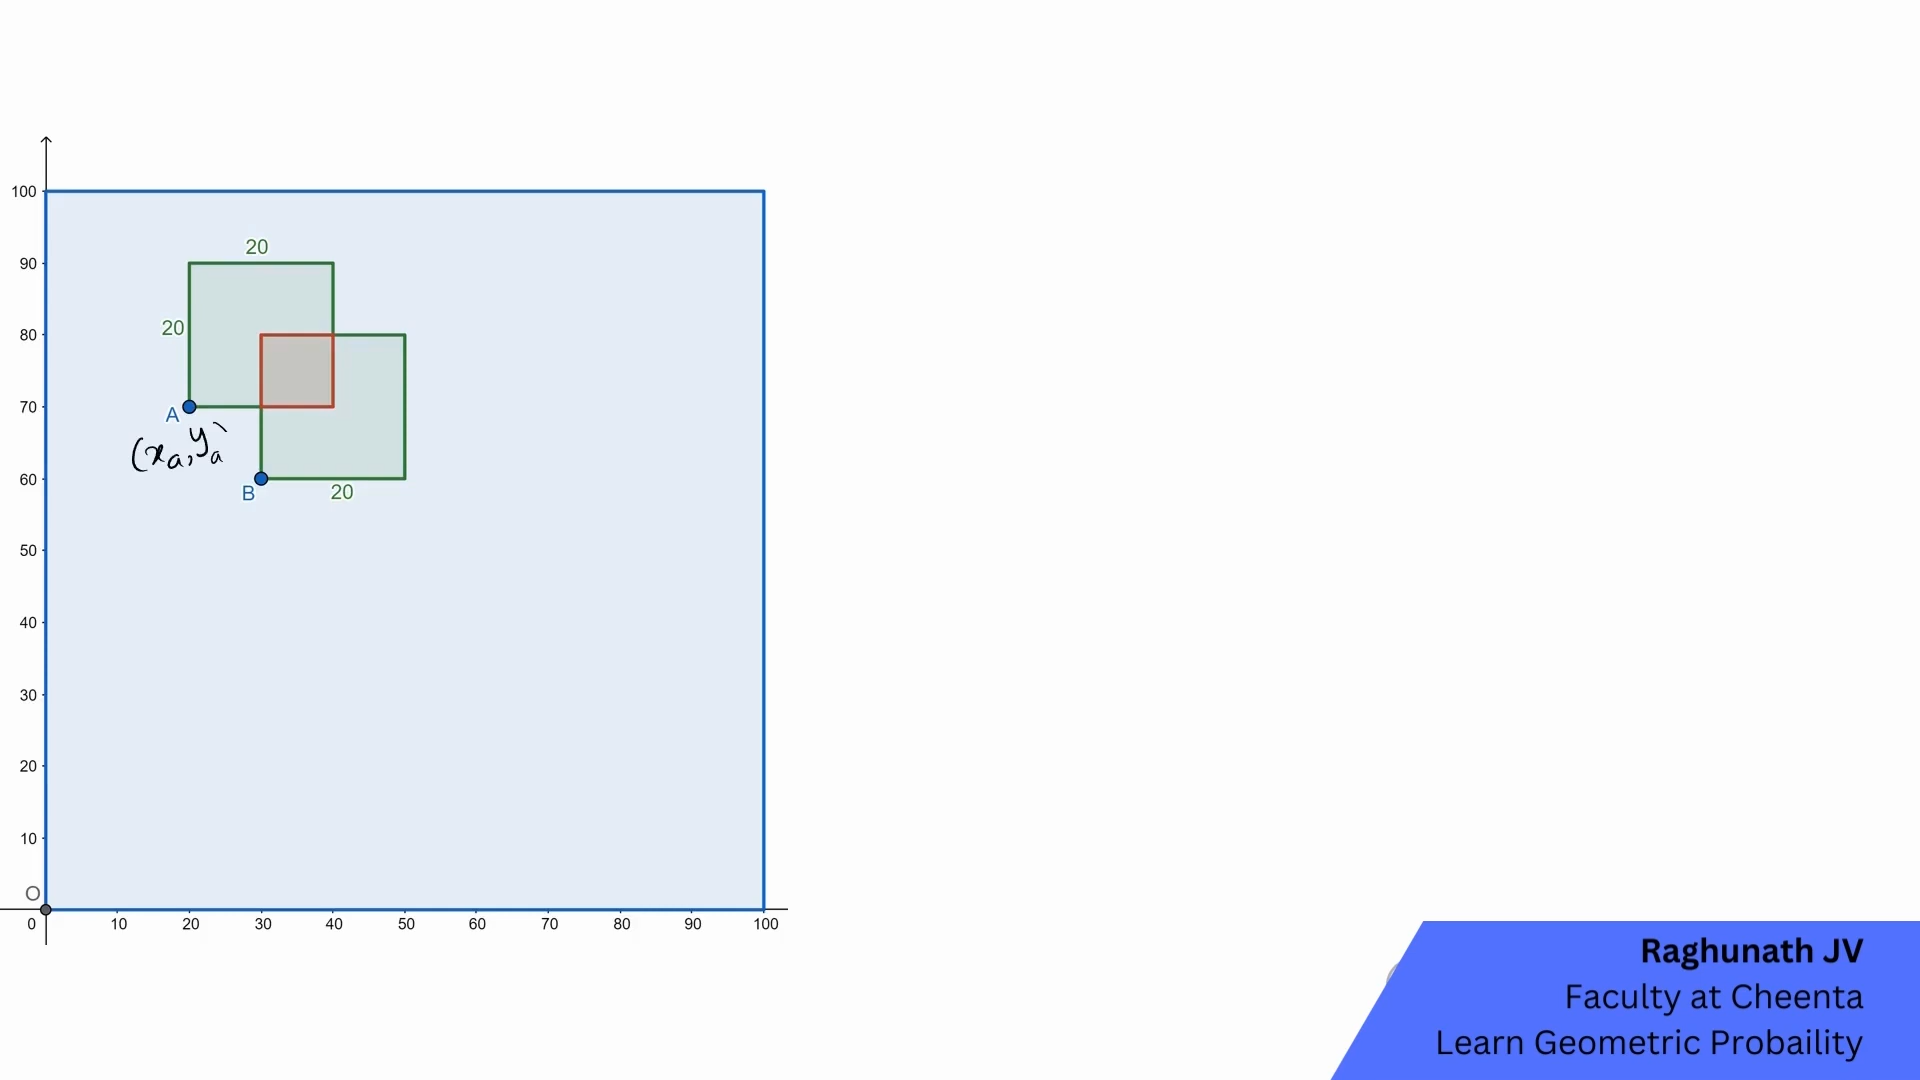 100
90
80
70
60
50
40
30
20
10
0
O
20
20
A
(xa, ya)
B
20
10 20 30 40 50 60 70 80 90 100
Raghunath JV
Faculty at Cheenta
Learn Geometric Probaility